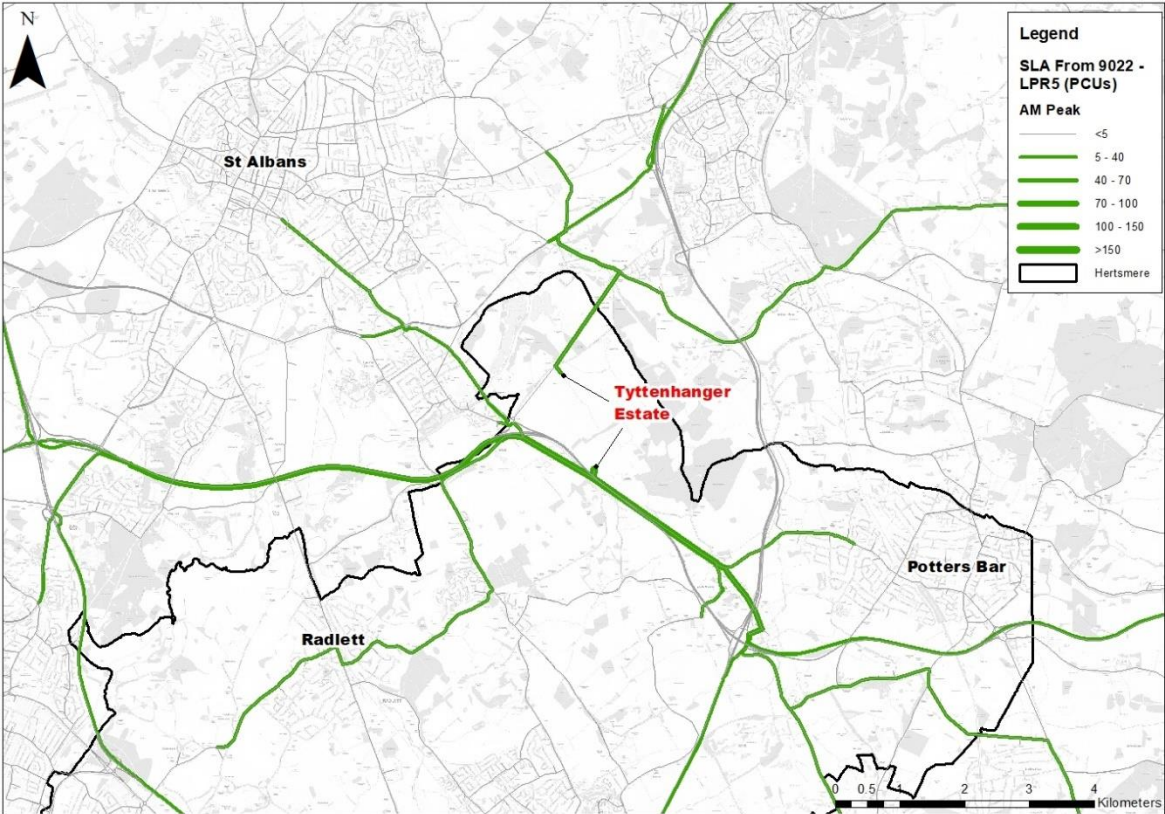 N
St Albans
Tyttenhanger
Estate
Potters Bar
Radlett
Legend
SLA From 9022 -
LPR5 (PCUs)
AM Peak
<5
5 - 40
40 - 70
70 - 100
100 - 150
>150
Hertsmere
0 0.5 1 2 3 4
Kilometers